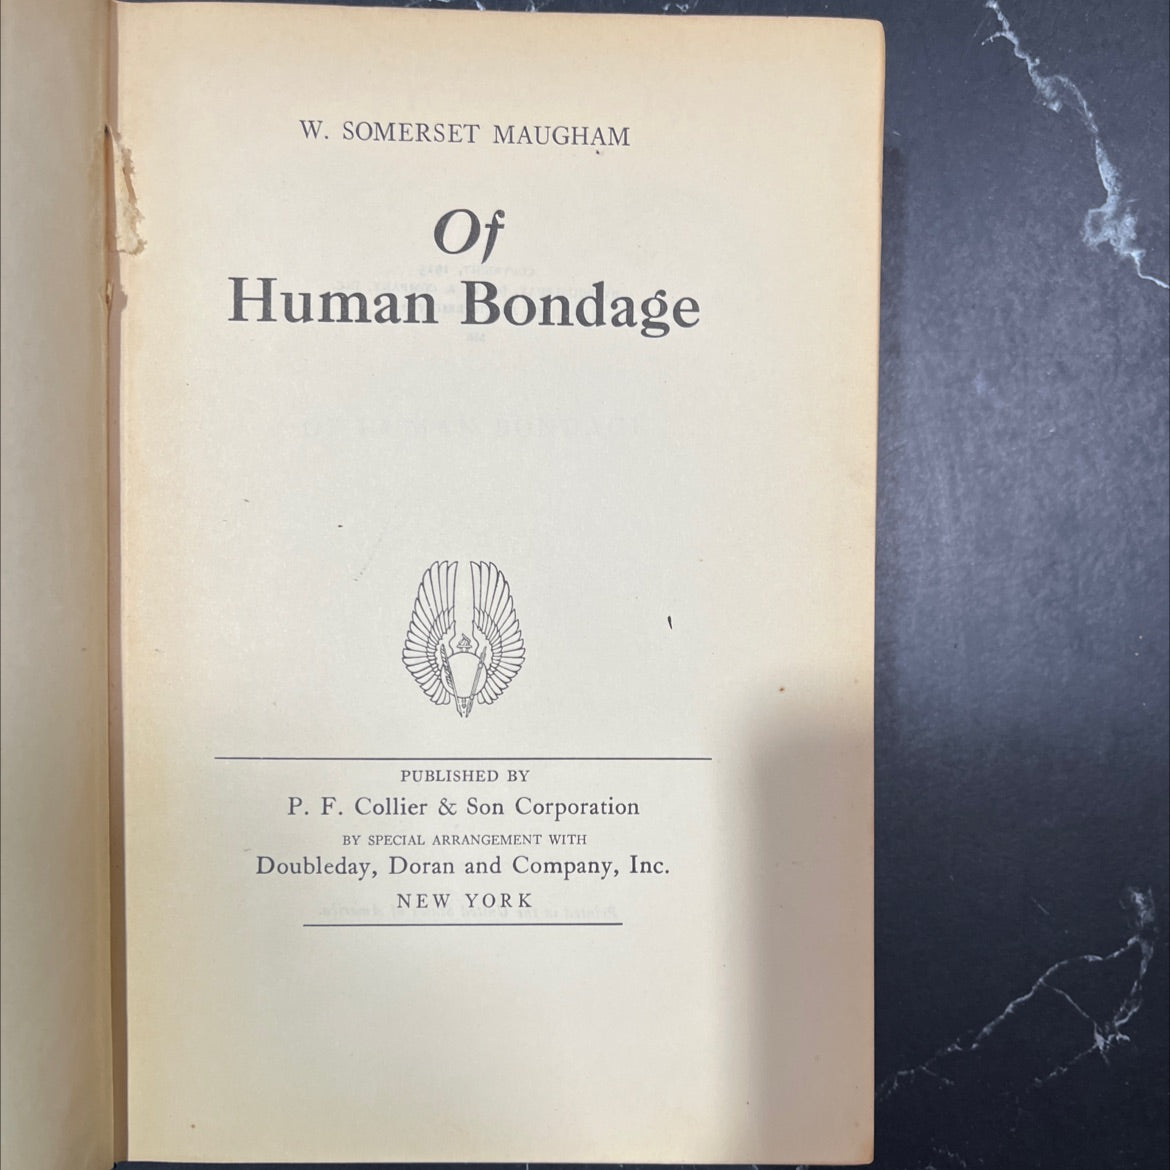 W. SOMERSET MAUGHAM
Of
Human Bondage
PUBLISHED BY
P. F. Collier & Son Corporation
BY SPECIAL ARRANGEMENT WITH
Doubleday, Doran and Company, Inc.
NEW YORK